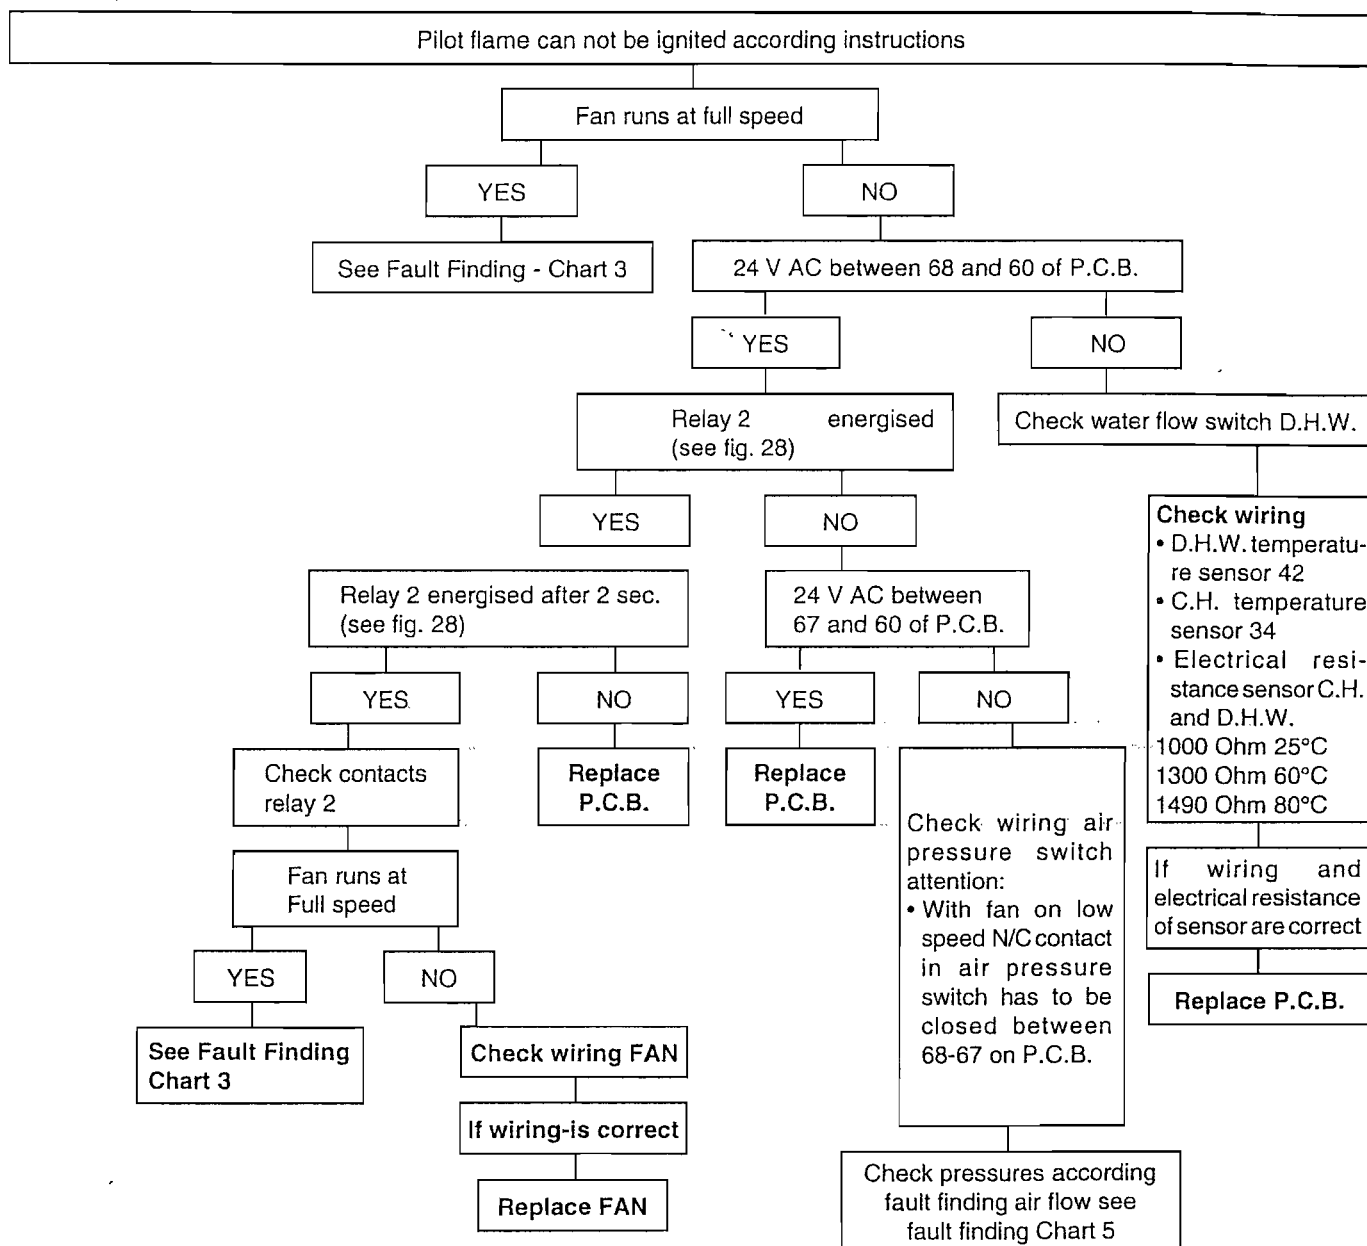 Pilot flame can not be ignited according instructions
Fan runs at full speed
YES
NO
See Fault Finding - Chart 3
24 V AC between 68 and 60 of P.C.B.
YES
NO
Relay 2 energised
(see fig. 28)
Check water flow switch D.H.W.
YES
NO
Check wiring
• D.H.W. temperatu-
re sensor 42
• C.H. temperature
sensor 34
• Electrical resi-
stance sensor C.H.
and D.H.W.
1000 Ohm 25°C
1300 Ohm 60°C
1490 Ohm 80°C
Relay 2 energised after 2 sec.
(see fig. 28)
24 V AC between
67 and 60 of P.C.B.
YES
NO
YES
NO
Check contacts
relay 2
Replace
P.C.B.
Replace
P.C.B.
Check wiring air
pressure switch
attention:
• With fan on low
speed N/C contact
in air pressure
switch has to be
closed between
68-67 on P.C.B.
If wiring and
electrical resistance
of sensor are correct
Fan runs at
Full speed
YES
NO
Replace P.C.B.
See Fault Finding
Chart 3
Check wiring FAN
If wiring-is correct
Replace FAN
Check pressures according
fault finding air flow see
fault finding Chart 5